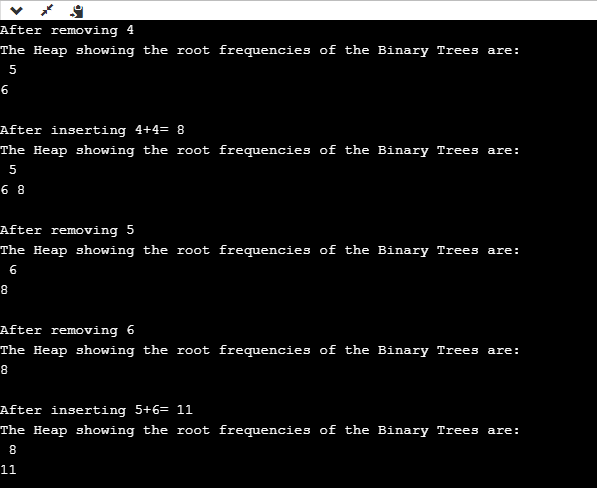 After removing 4
The Heap showing the root frequencies of the Binary Trees are:
5
6
After inserting 4+4= 8
The Heap showing the root frequencies of the Binary Trees are:
5
6 8
After removing 5
The Heap showing the root frequencies of the Binary Trees are:
6
8
After removing 6
The Heap showing the root frequencies of the Binary Trees are:
8
After inserting 5+6= 11
The Heap showing the root frequencies of the Binary Trees are:
8
11